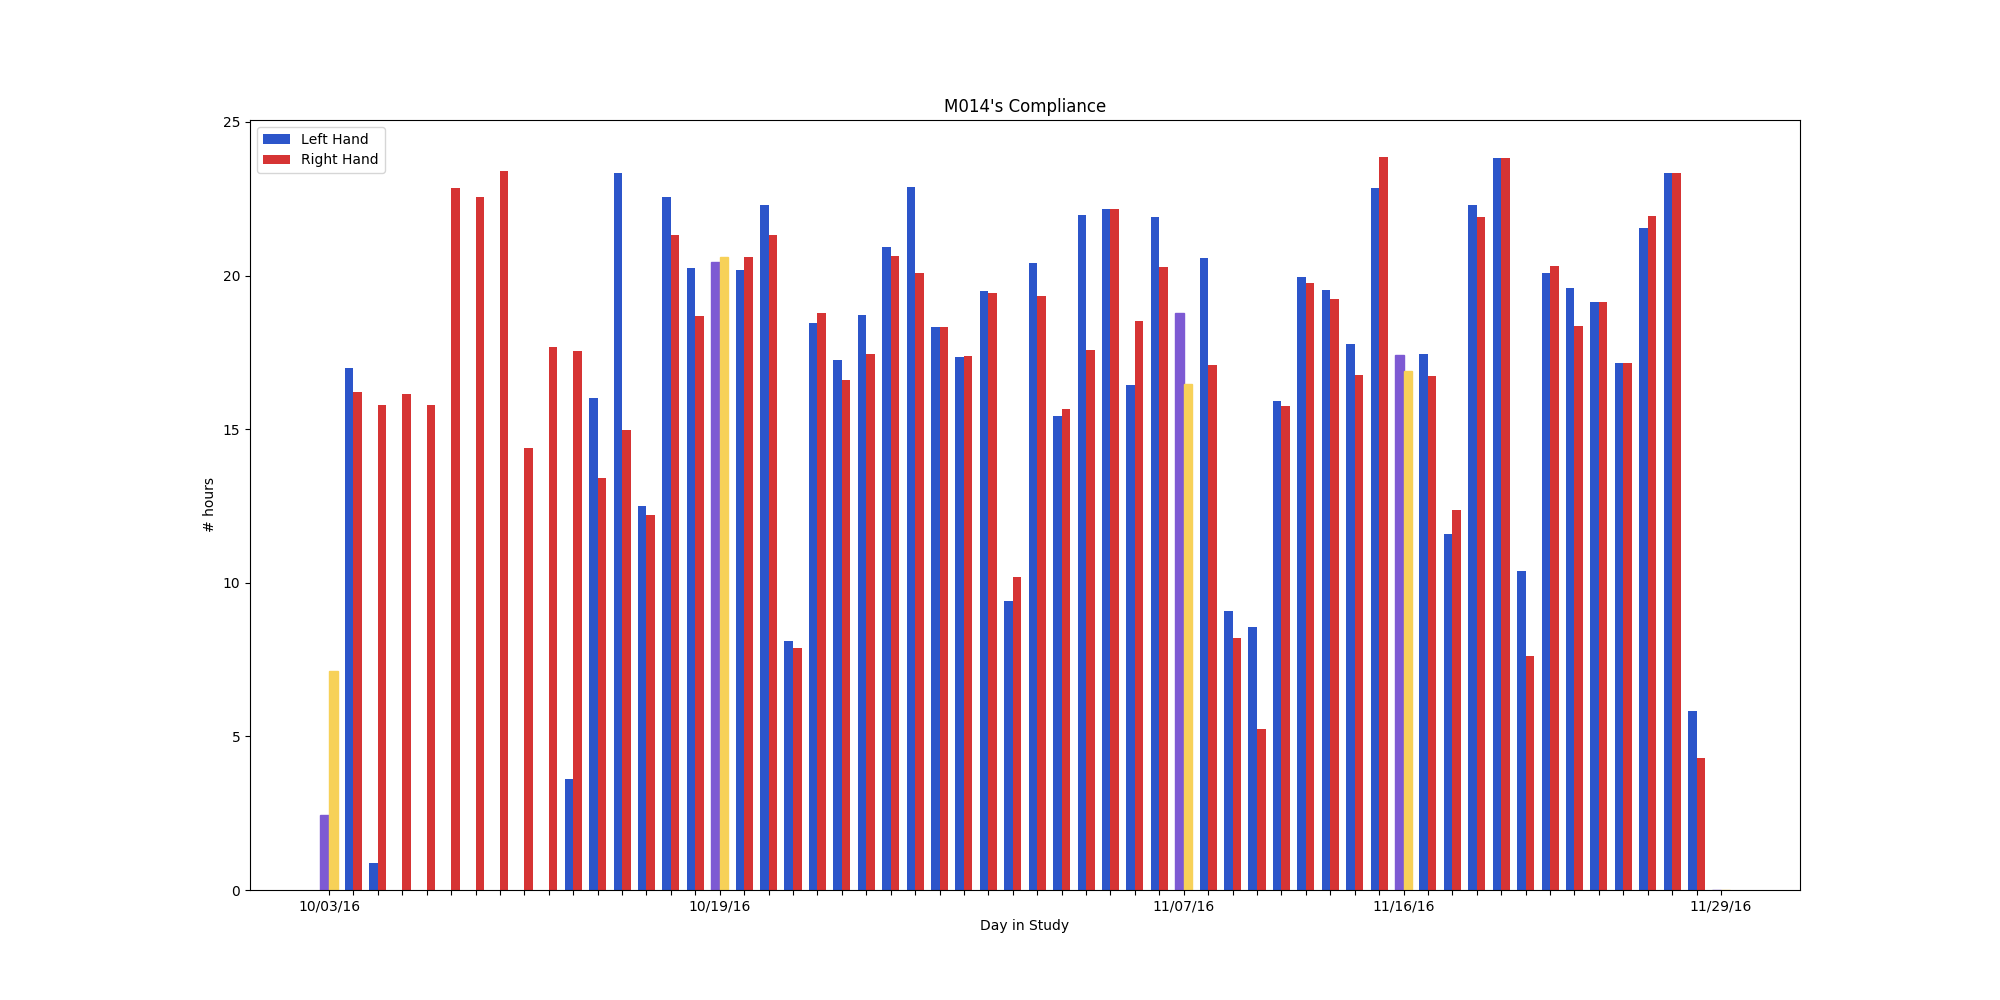 M014's Compliance
Left Hand
Right Hand
25
20
15
10
5
0
# hours
10/03/16
10/19/16
11/07/16
11/16/16
11/29/16
Day in Study